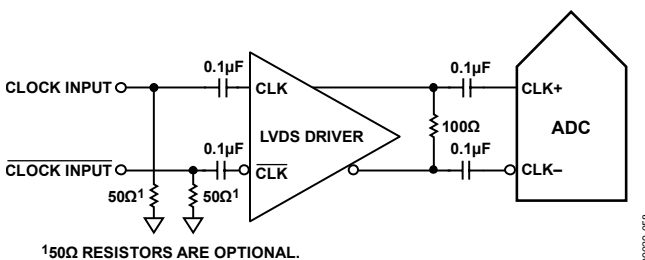 0.1µF
0.1µF
CLOCK INPUT
CLK
CLK+
LVDS DRIVER
100Ω
ADC
0.1µF
0.1µF
CLOCK INPUT
CLK
CLK–
50Ω¹
50Ω¹
¹50Ω RESISTORS ARE OPTIONAL.